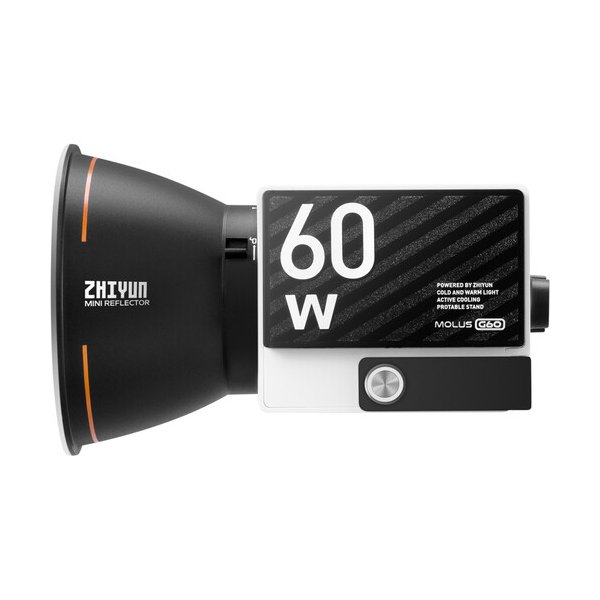 ZHIYUN
MINI REFLECTOR
60
W
POWERED BY ZHIYUN
COLD AND WARM LIGHT
ACTIVE COOLING
PROTABLE STAND
MOLUS G60